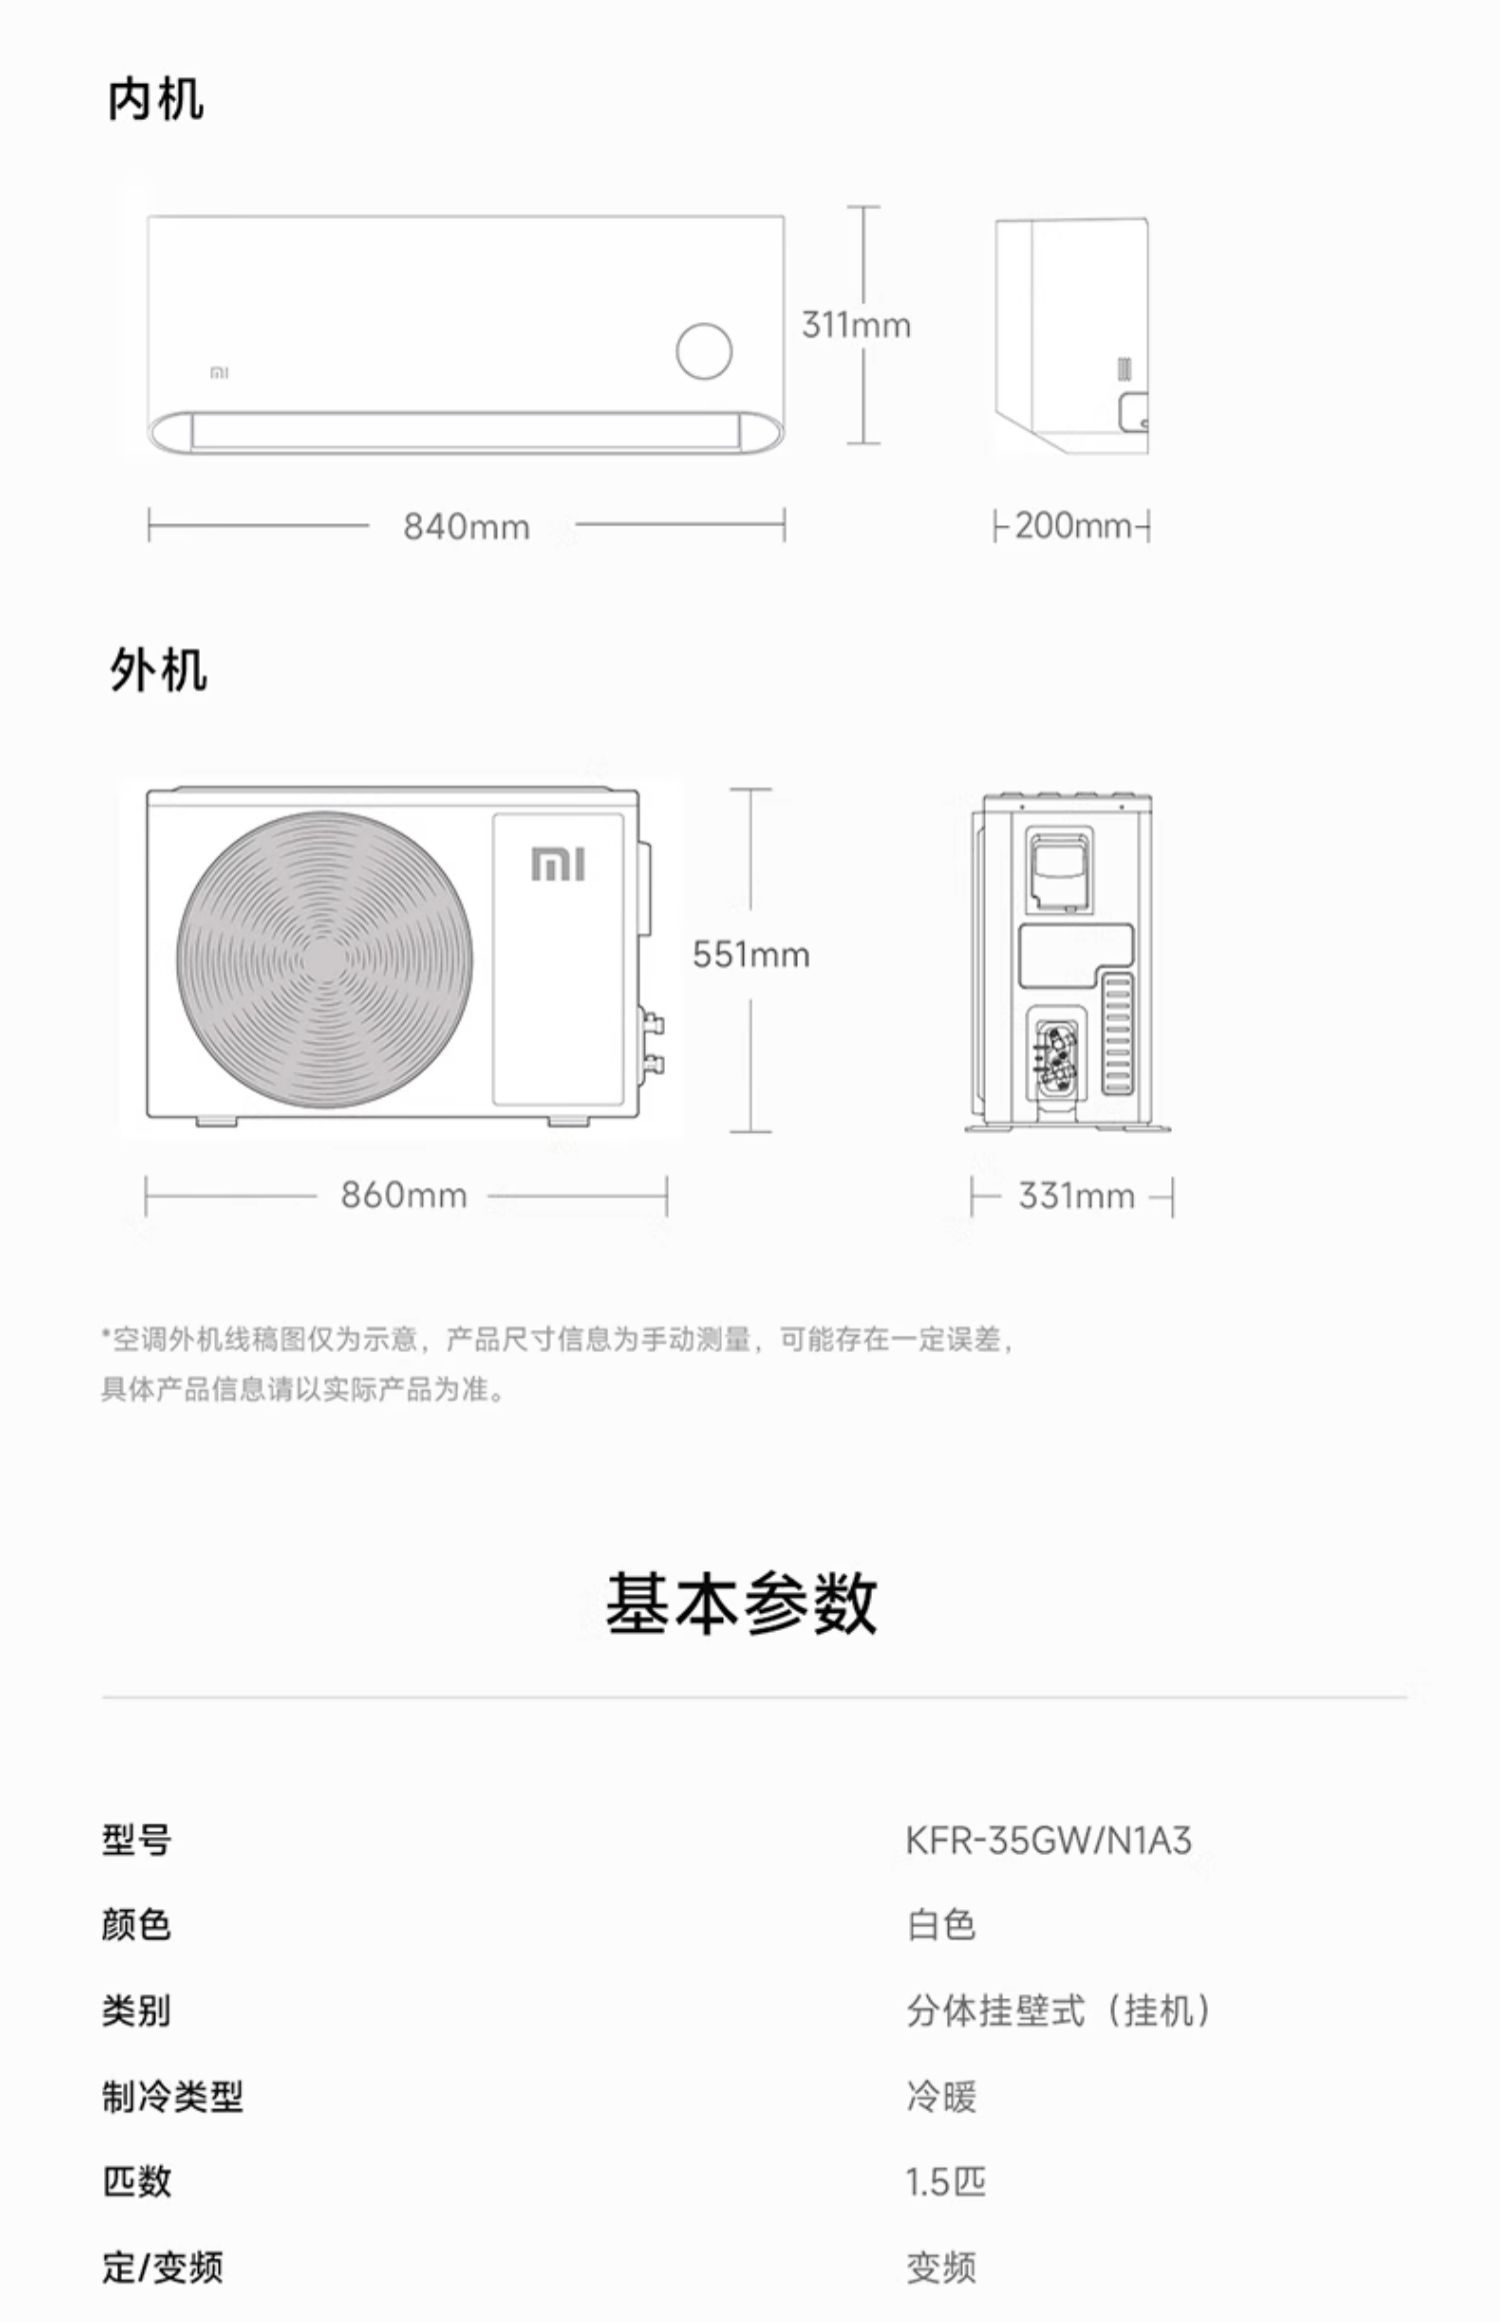 内机
311mm
mi
840mm
200mm
外机
mi
551mm
860mm
331mm
*空调外机线稿图仅为示意，产品尺寸信息为手动测量，可能存在一定误差，
具体产品信息请以实际产品为准。
基本参数
型号 KFR-35GW/N1A3
颜色 白色
类别 分体挂壁式（挂机）
制冷类型 冷暖
匹数 1.5匹
定/变频 变频